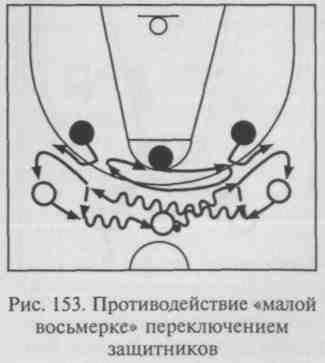 Рис. 153. Противодействие «малой
восьмерке» переключением
защитников